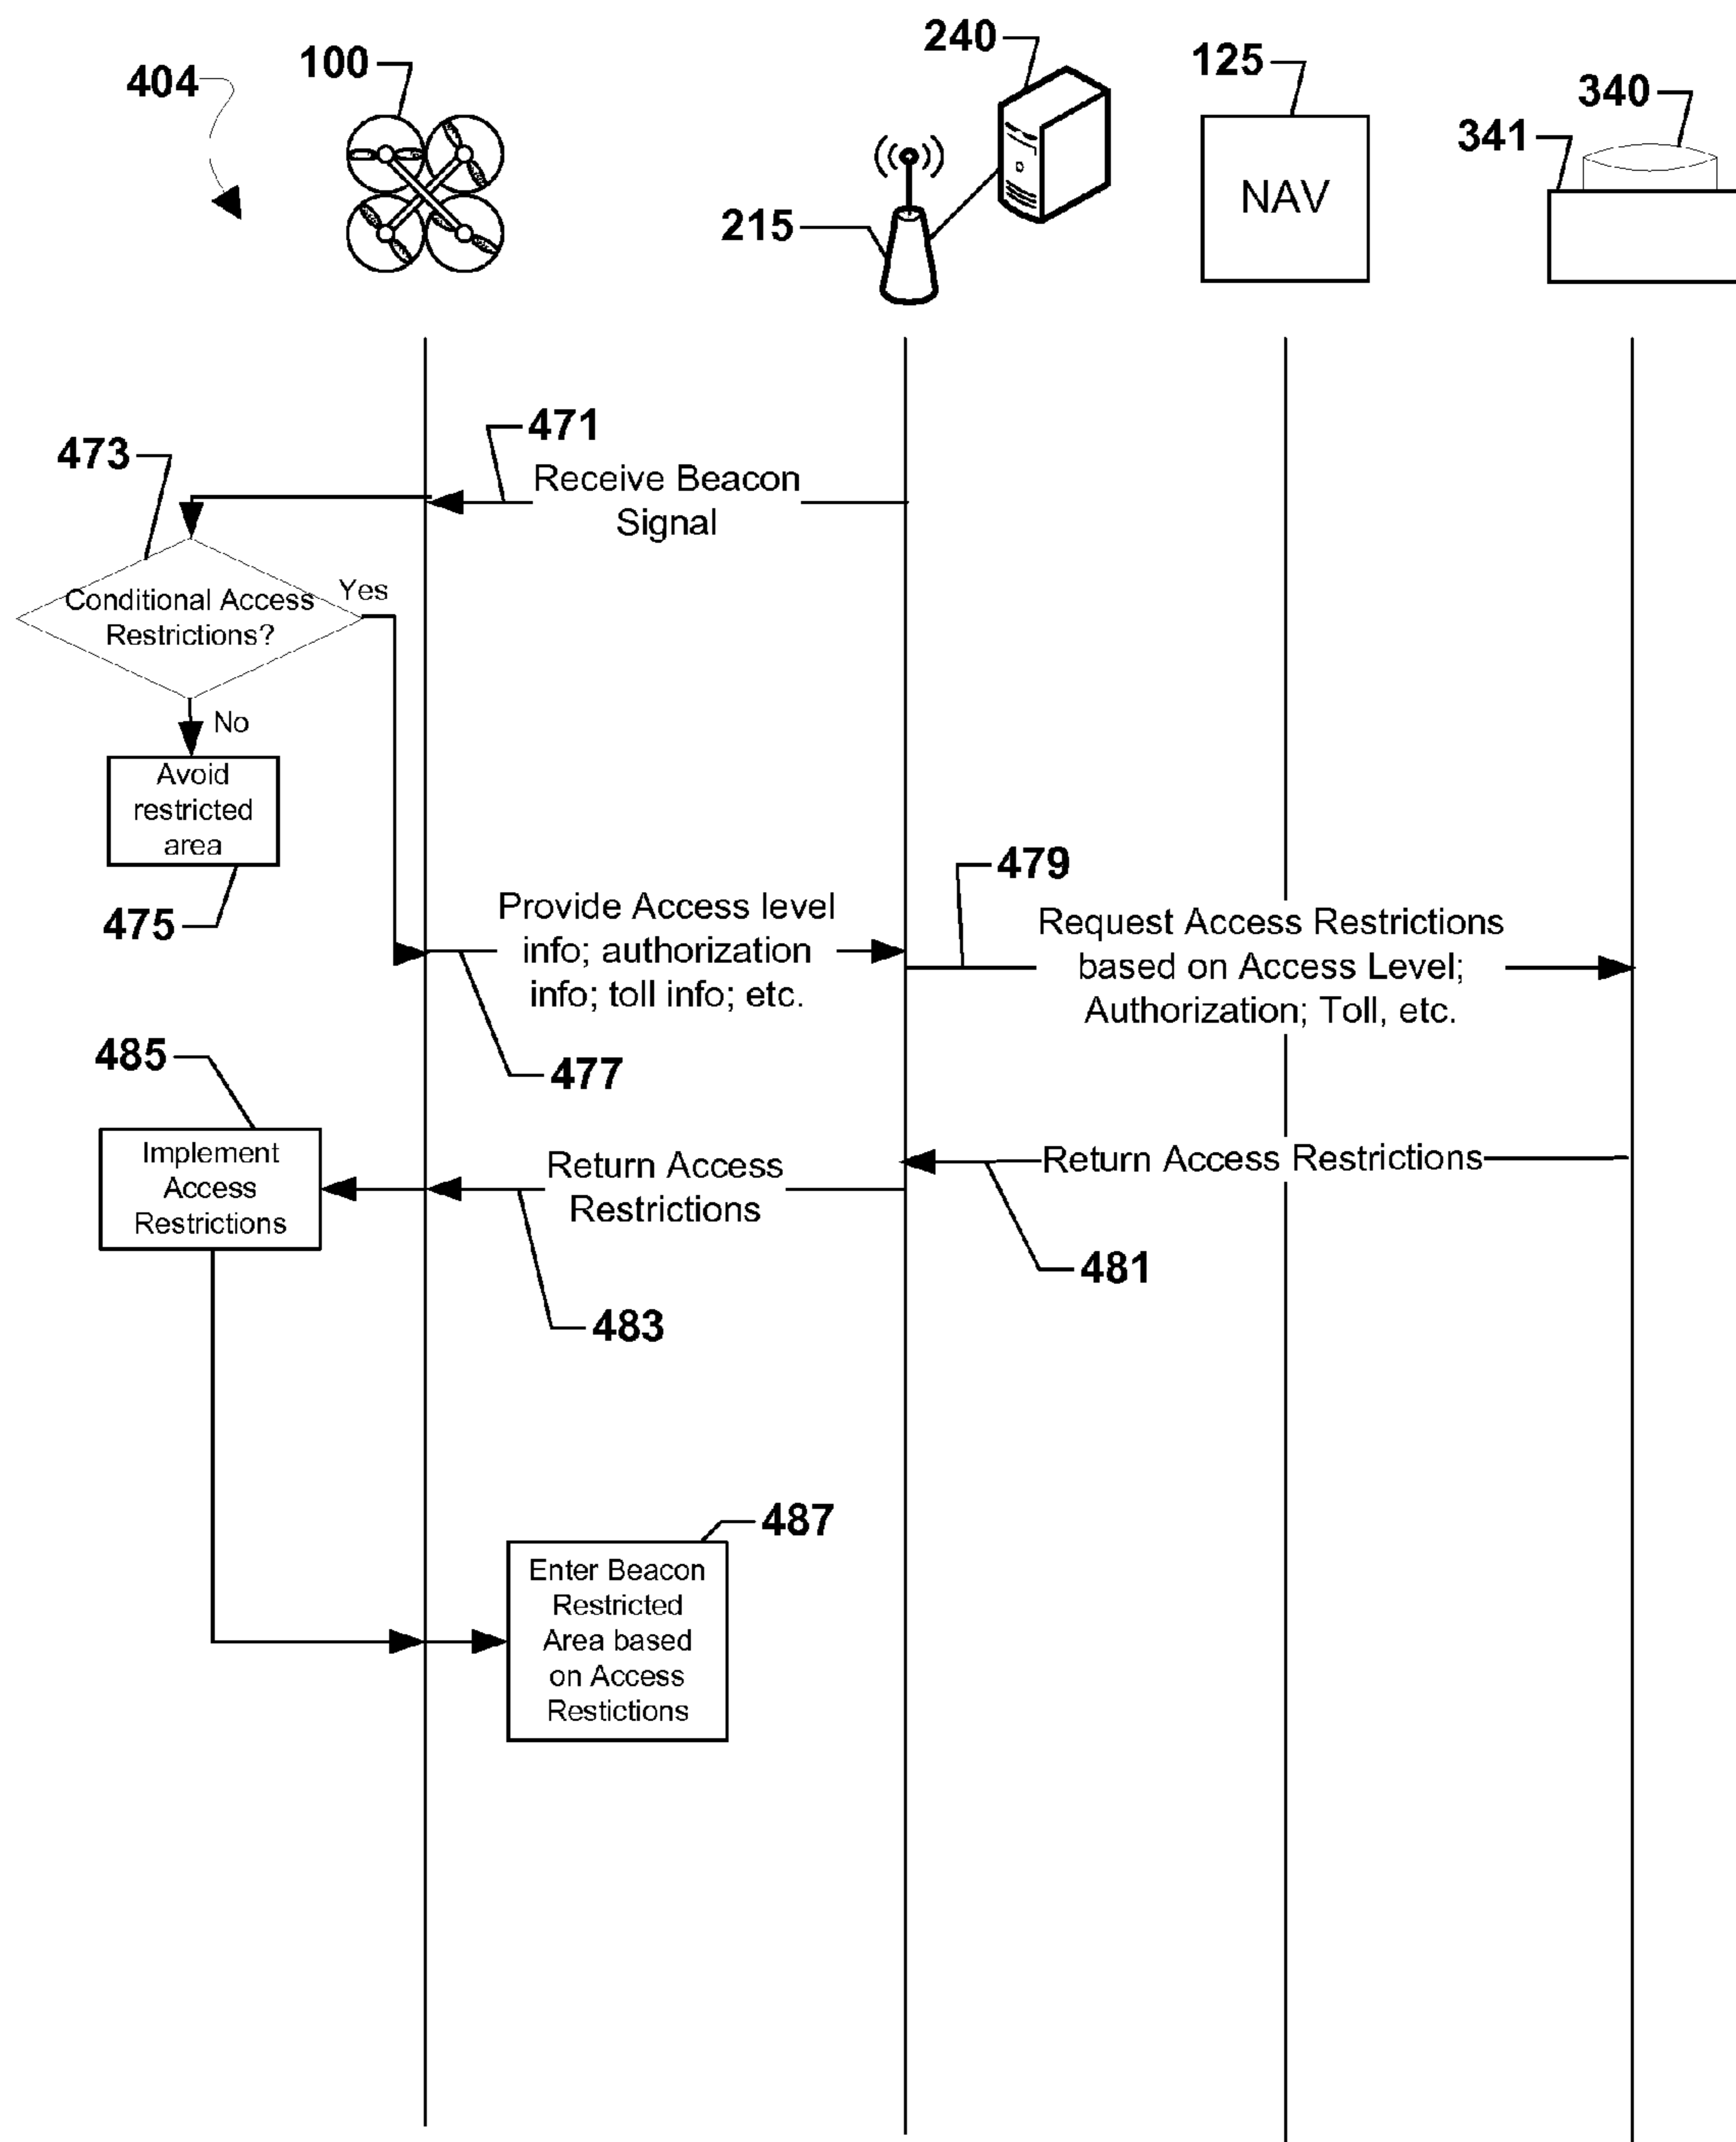 240
100
125
404
340
341
NAV
215
471
473
Receive Beacon
Signal
Yes
Conditional Access
Restrictions?
No
Avoid
restricted
area
479
475
Provide Access level
info; authorization
info; toll info; etc.
Request Access Restrictions
based on Access Level;
Authorization; Toll, etc.
485
477
Implement
Access
Restrictions
Return Access
Restrictions
Return Access Restrictions
481
483
487
Enter Beacon
Restricted
Area based
on Access
Restictions